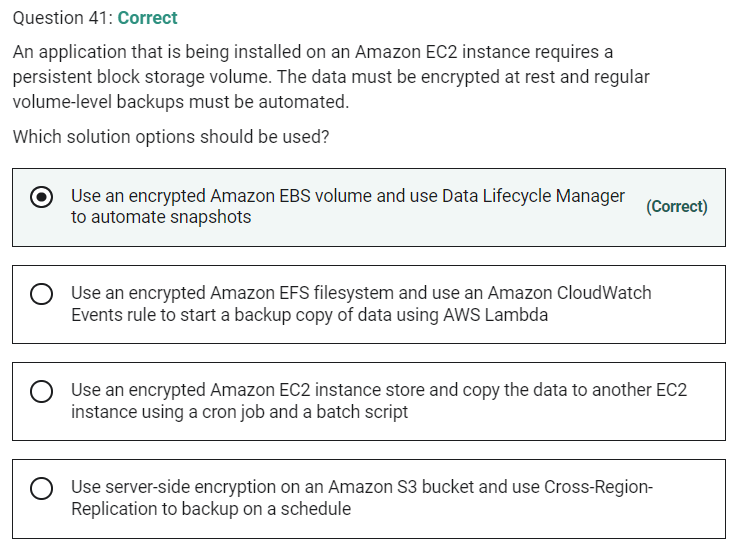 Question 41: Correct
An application that is being installed on an Amazon EC2 instance requires a
persistent block storage volume. The data must be encrypted at rest and regular
volume-level backups must be automated.
Which solution options should be used?
Use an encrypted Amazon EBS volume and use Data Lifecycle Manager
to automate snapshots
(Correct)
Use an encrypted Amazon EFS filesystem and use an Amazon CloudWatch
Events rule to start a backup copy of data using AWS Lambda
Use an encrypted Amazon EC2 instance store and copy the data to another EC2
instance using a cron job and a batch script
Use server-side encryption on an Amazon S3 bucket and use Cross-Region-
Replication to backup on a schedule